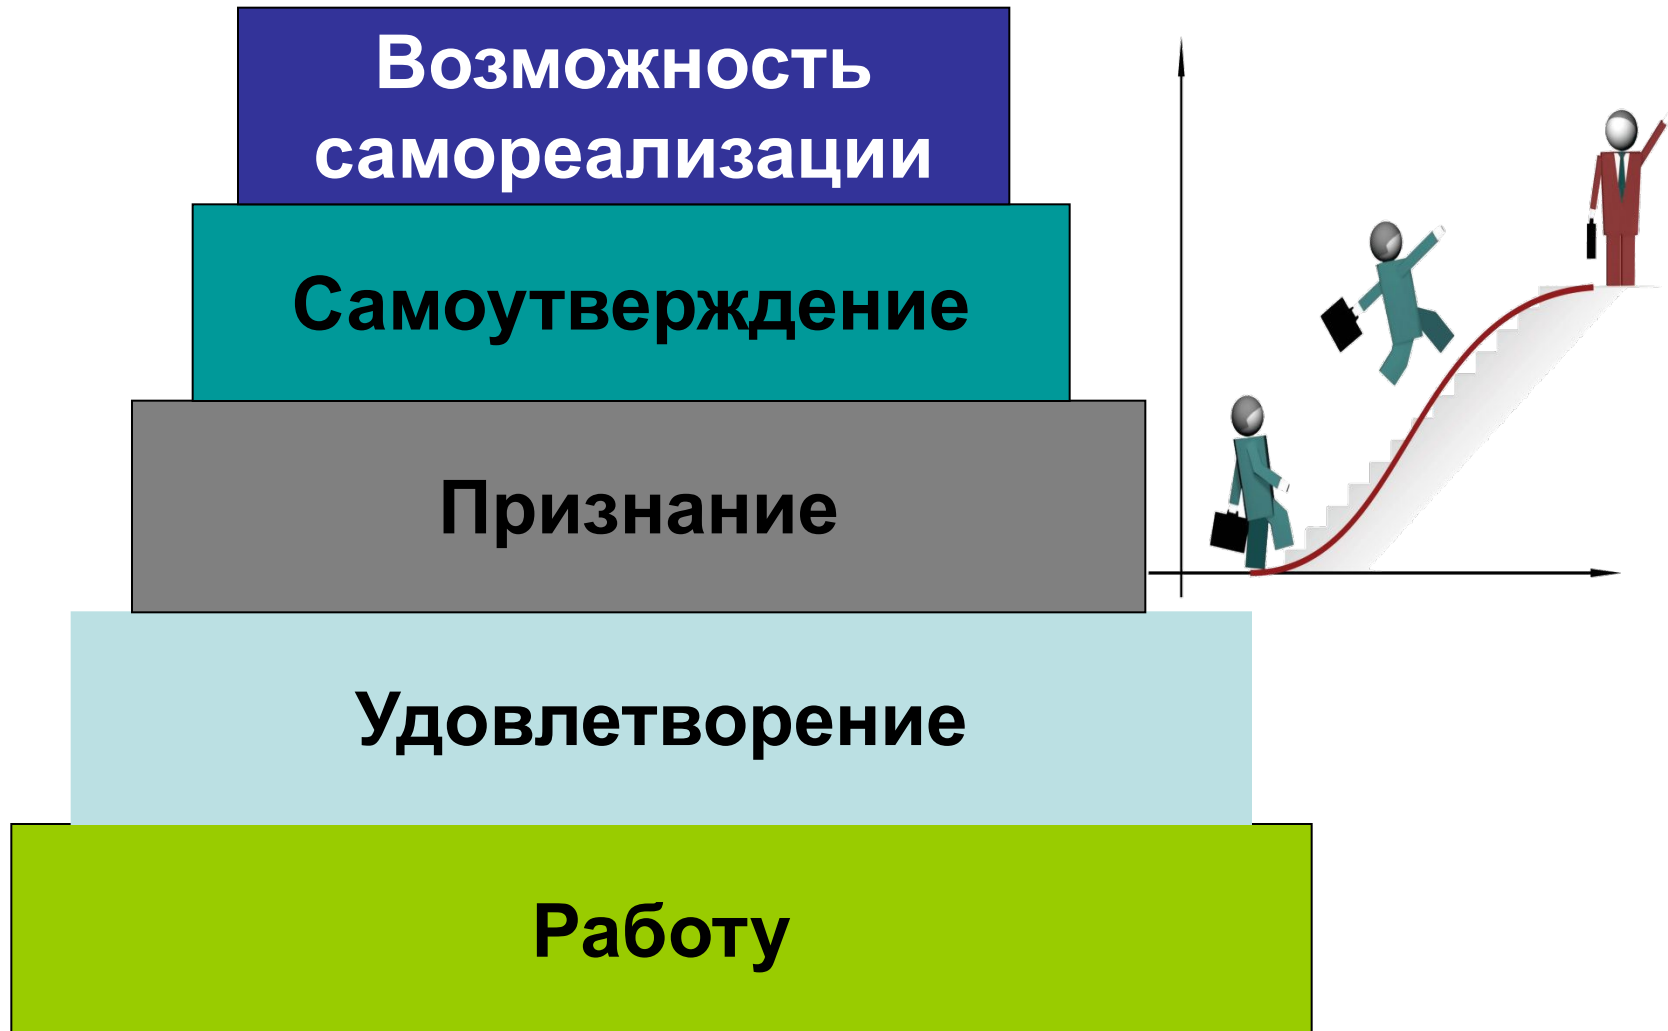 Возможность
самореализации
Самоутверждение
Признание
Удовлетворение
Работу